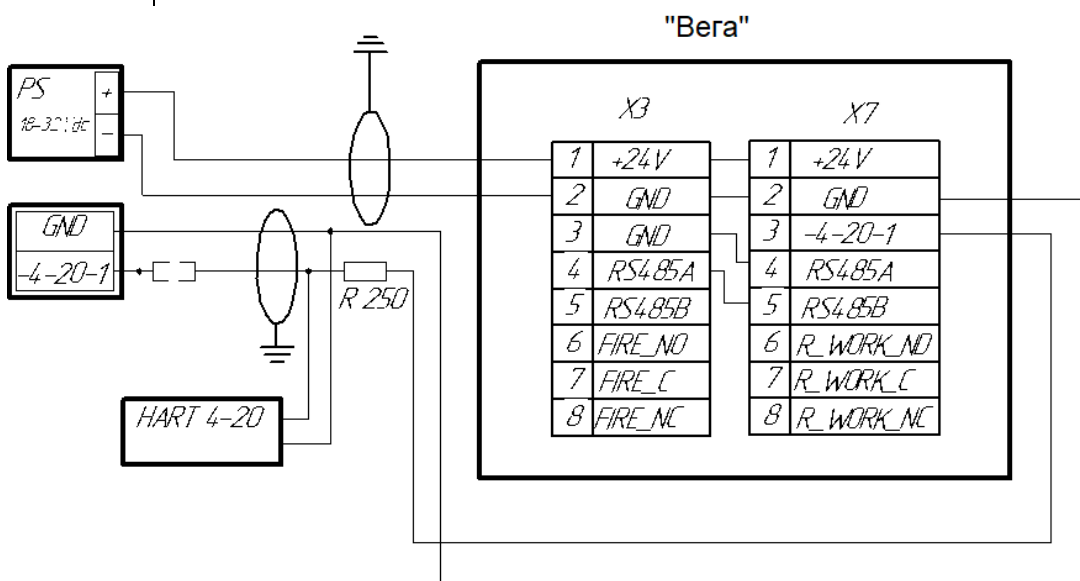 "Вега"
PS
+
18-32Vdc
-
X3
X7
1 +24V
2 GND
3 GND
4 RS485A
5 RS485B
6 FIRE_NO
7 FIRE_C
8 FIRE_NC
1 +24V
2 GND
3 -4-20-1
4 RS485A
5 RS485B
6 R_WORK_NO
7 R_WORK_C
8 R_WORK_NC
GND
-4-20-1
R 250
HART 4-20